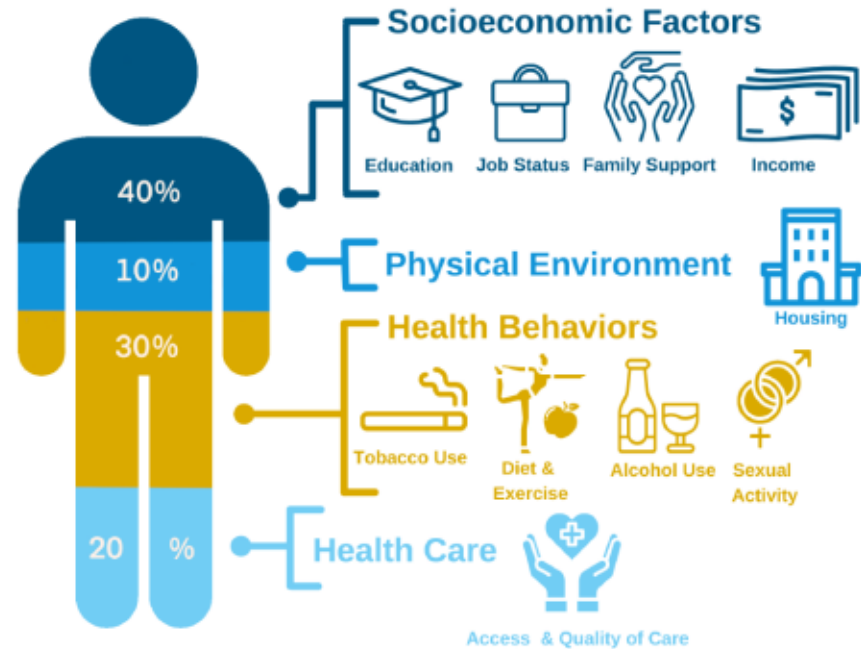 Socioeconomic Factors
$
Education
Job Status
Family Support
Income
40%
10%
Physical Environment
Housing
30%
Health Behaviors
Tobacco Use
Diet &
Exercise
Alcohol Use
Sexual
Activity
20 %
Health Care
Access & Quality of Care